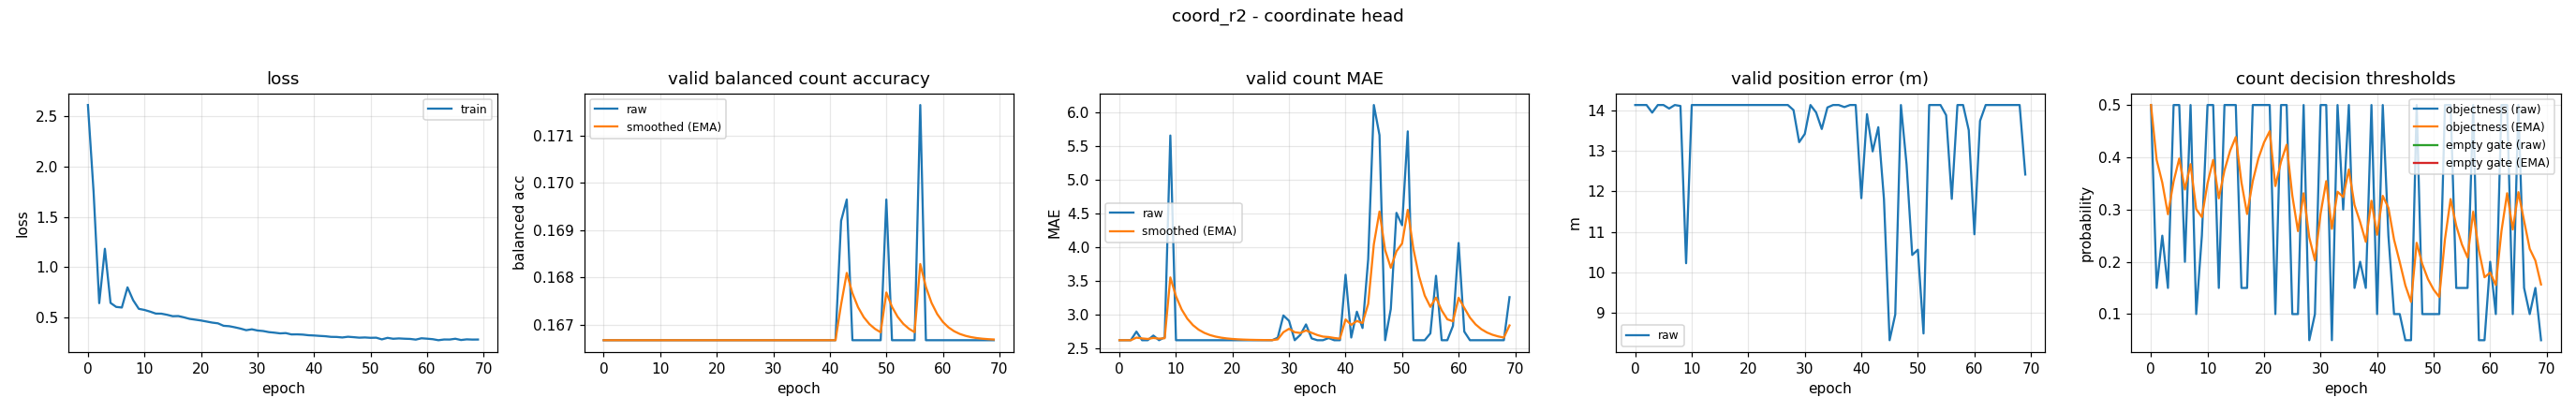 coord_r2 - coordinate head
loss
train
2.5
2.0
1.5
1.0
0.5
loss
0 10 20 30 40 50 60 70
epoch
valid balanced count accuracy
raw
smoothed (EMA)
0.171
0.170
0.169
0.168
0.167
balanced acc
0 10 20 30 40 50 60 70
epoch
valid count MAE
raw
smoothed (EMA)
6.0
5.5
5.0
4.5
4.0
3.5
3.0
2.5
MAE
0 10 20 30 40 50 60 70
epoch
valid position error (m)
14
13
12
11
10
9
m
raw
0 10 20 30 40 50 60 70
epoch
count decision thresholds
objectness (raw)
objectness (EMA)
empty gate (raw)
empty gate (EMA)
0.5
0.4
0.3
0.2
0.1
probability
0 10 20 30 40 50 60 70
epoch